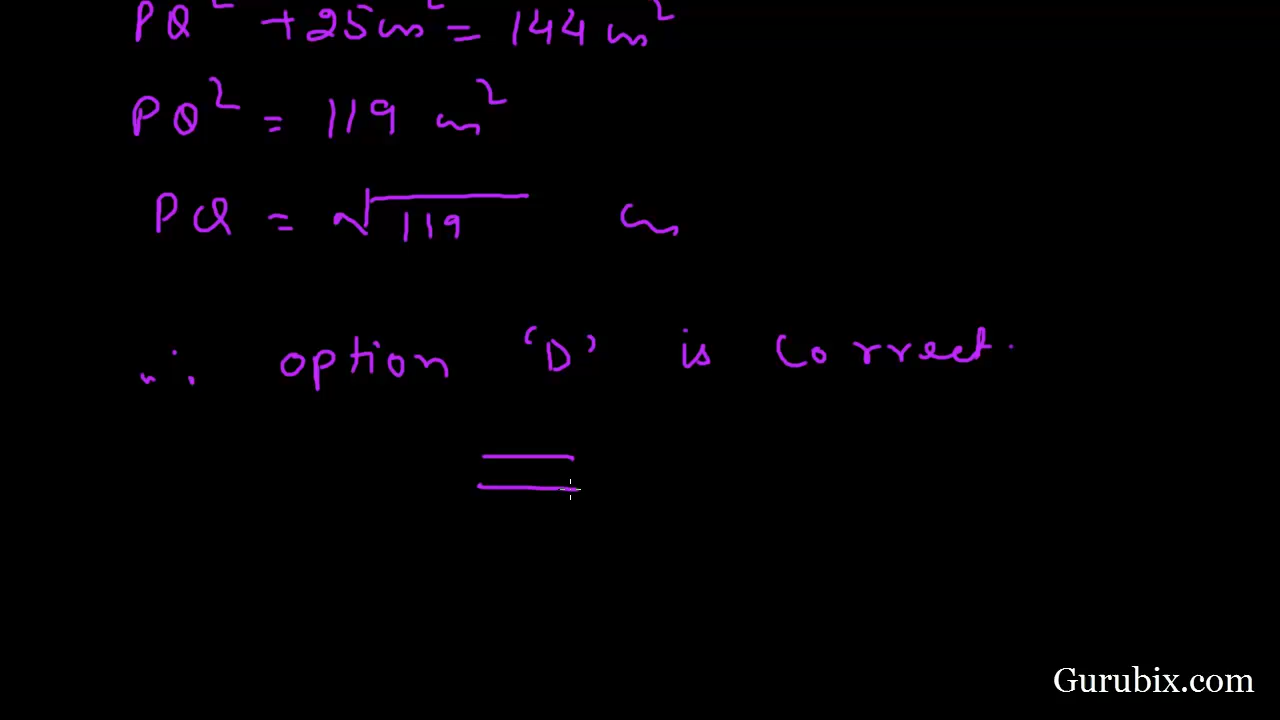 PQ² + 25 cm² = 144 cm²
PQ² = 119 cm²
PQ = √119 cm
∴ option 'D' is correct.
Gurubix.com